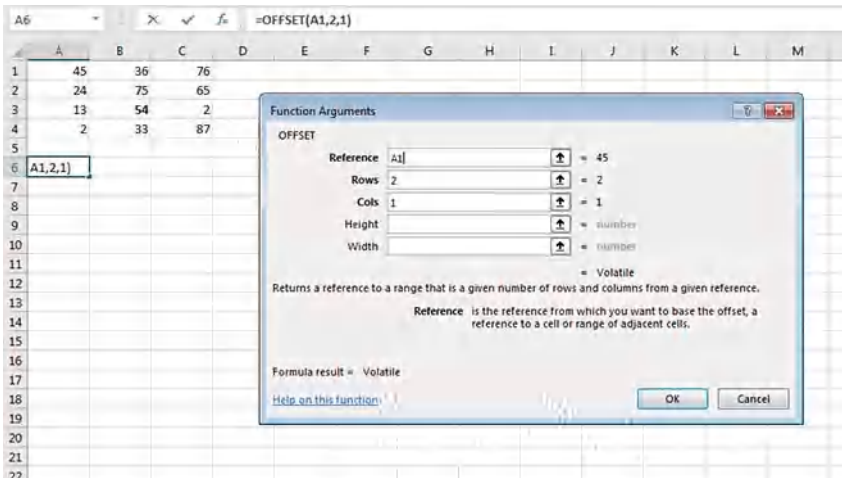 A6 fx =OFFSET(A1,2,1)
A B C D E F G H I J K L M
1 45 36 76
2 24 75 65
3 13 54 2
4 2 33 87
5
6 A1,2,1)
7
8
9
10
11
12
13
14
15
16
17
18
19
20
21
22
Function Arguments ?
OFFSET
Reference A1 = 45
Rows 2 = 2
Cols 1 = 1
Height = number
Width = number
= Volatile
Returns a reference to a range that is a given number of rows and columns from a given reference.
Reference is the reference from which you want to base the offset, a
reference to a cell or range of adjacent cells.
Formula result = Volatile
Help on this function OK Cancel